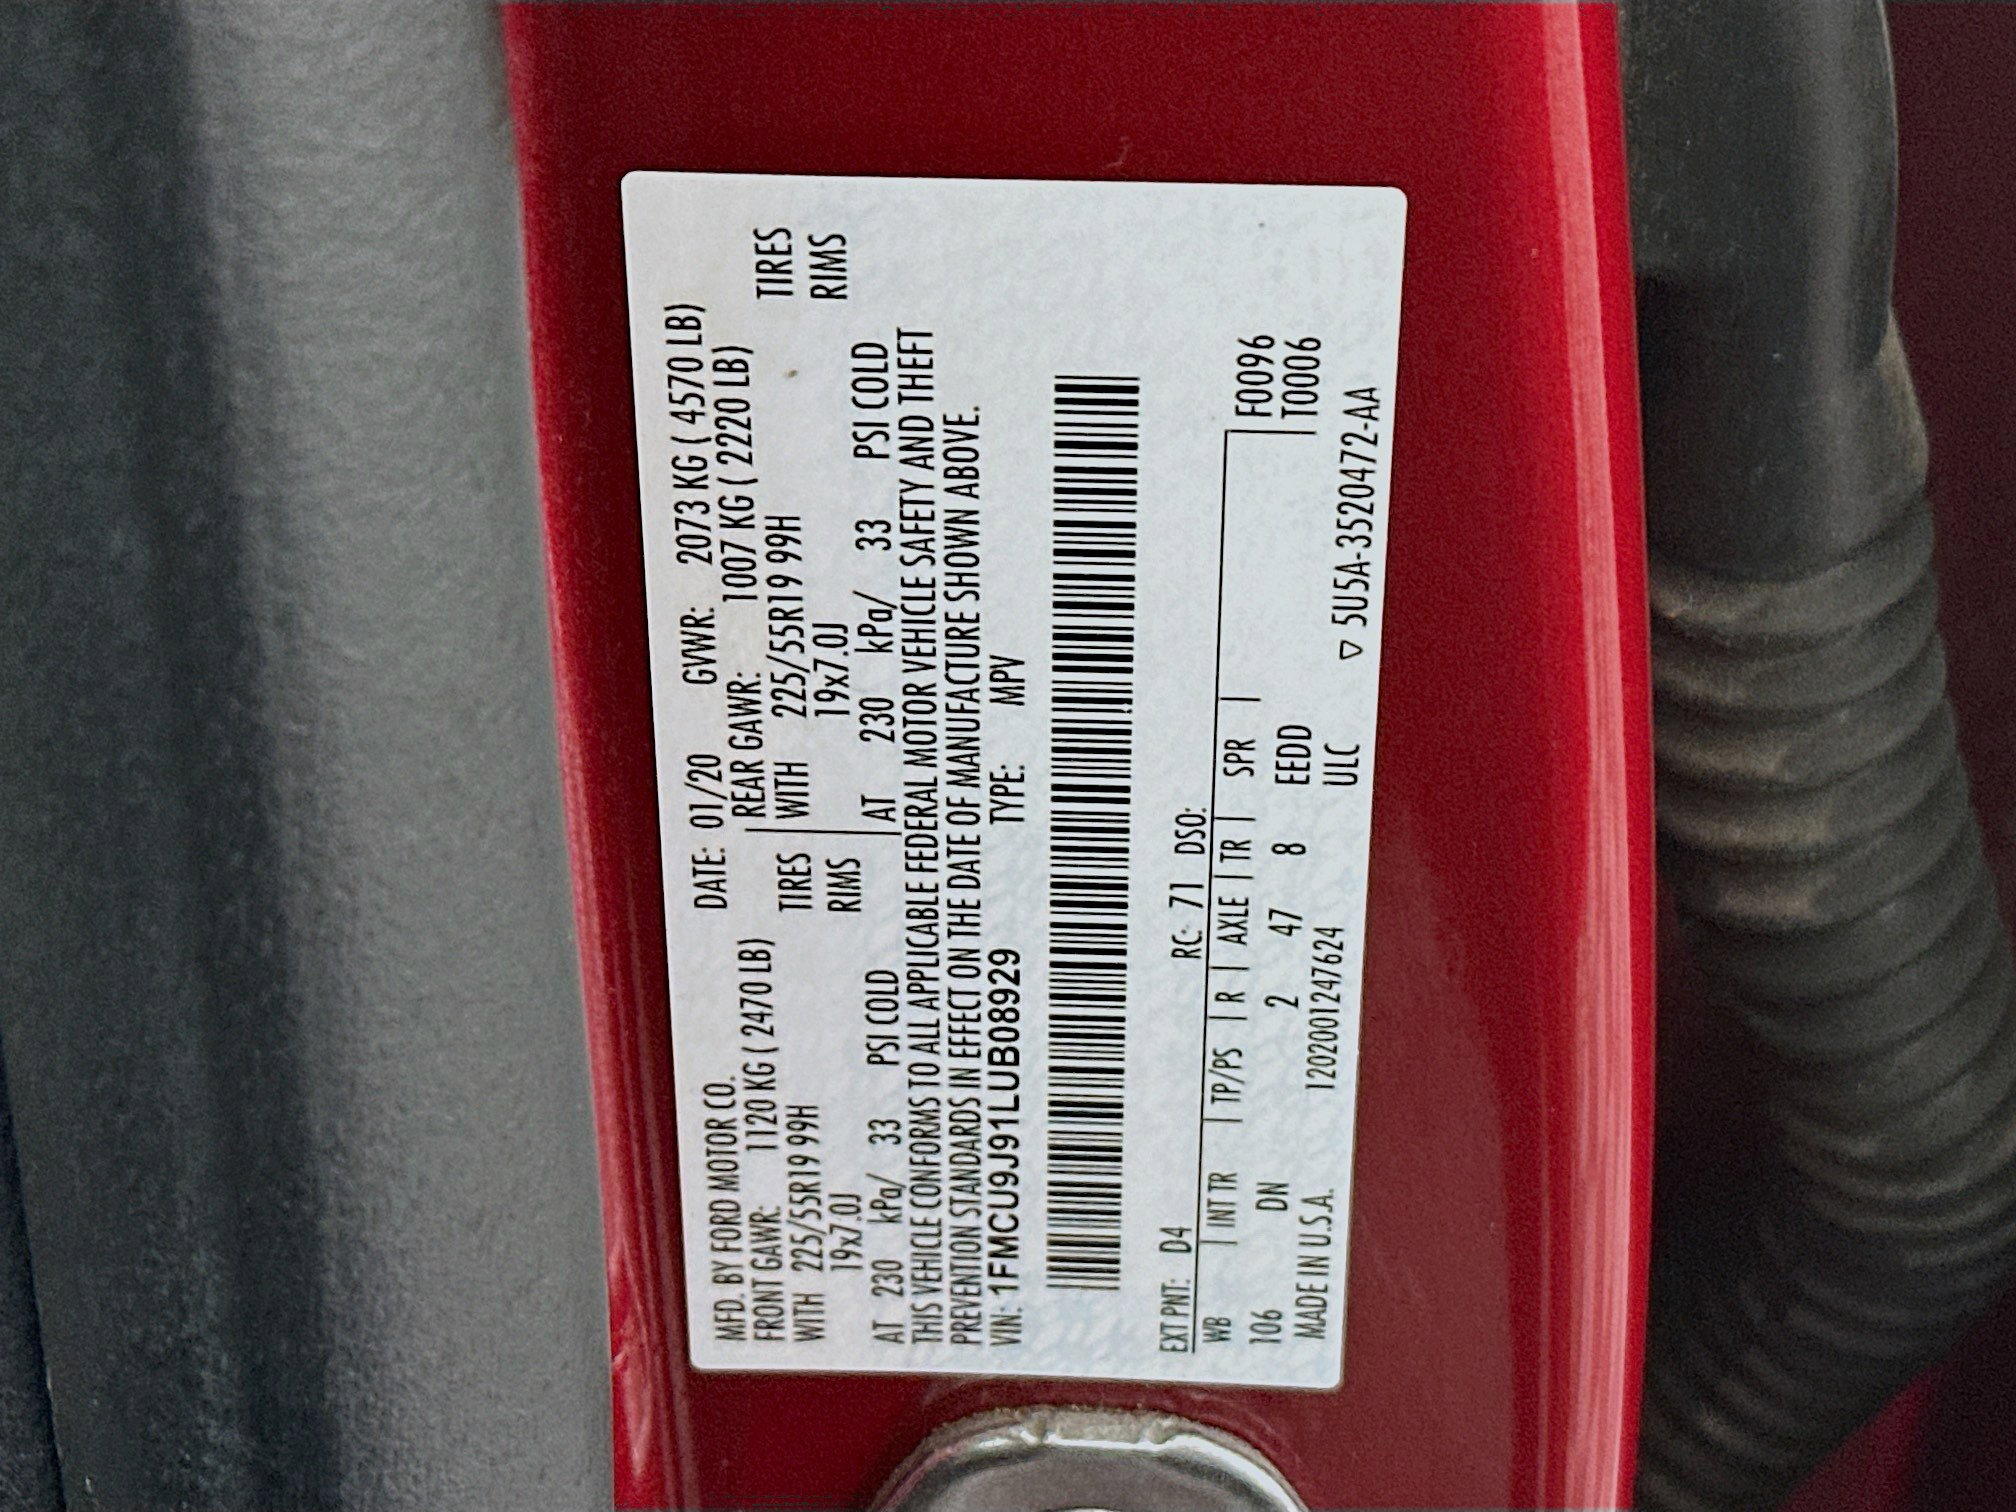 MFD. BY FORD MOTOR CO. DATE: 01/20 GVWR: 2073 KG ( 4570 LB)
FRONT GAWR: 1120 KG ( 2470 LB) REAR GAWR: 1007 KG ( 2220 LB)
WITH 225/55R19 99H TIRES WITH 225/55R19 99H TIRES
19x7.0J RIMS 19x7.0J RIMS
AT 230 kPa/ 33 PSI COLD AT 230 kPa/ 33 PSI COLD
THIS VEHICLE CONFORMS TO ALL APPLICABLE FEDERAL MOTOR VEHICLE SAFETY AND THEFT
PREVENTION STANDARDS IN EFFECT ON THE DATE OF MANUFACTURE SHOWN ABOVE.
VIN: 1FMCU9J91LUB08929 TYPE: MPV
EXT PNT: D4 RC: 71 DSO:
WB | INT TR | TP/PS | R | AXLE | TR | SPR | F0096
106 DN 2 47 8 EEDD T0006
MADE IN U.S.A. 12020012476​24 ULC ▽ 5U5A-3520472-AA